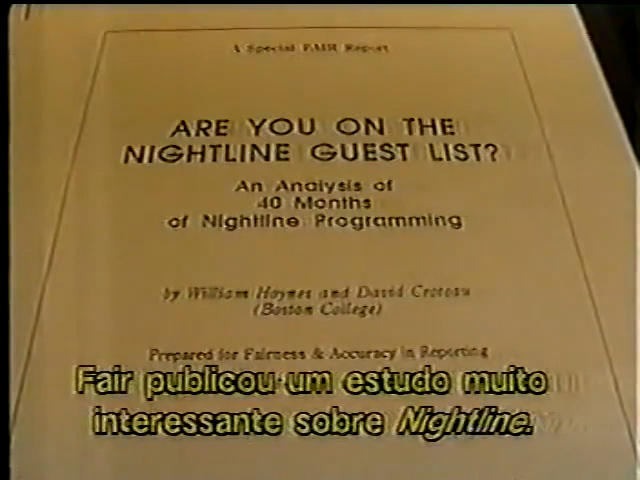 A Special FAIR Report
ARE YOU ON THE
NIGHTLINE GUEST LIST?
An Analysis of
40 Months
of Nightline Programming
by William Hoynes and David Croteau
(Boston College)
Prepared for Fairness & Accuracy in Reporting
Fair publicou um estudo muito
interessante sobre Nightline.